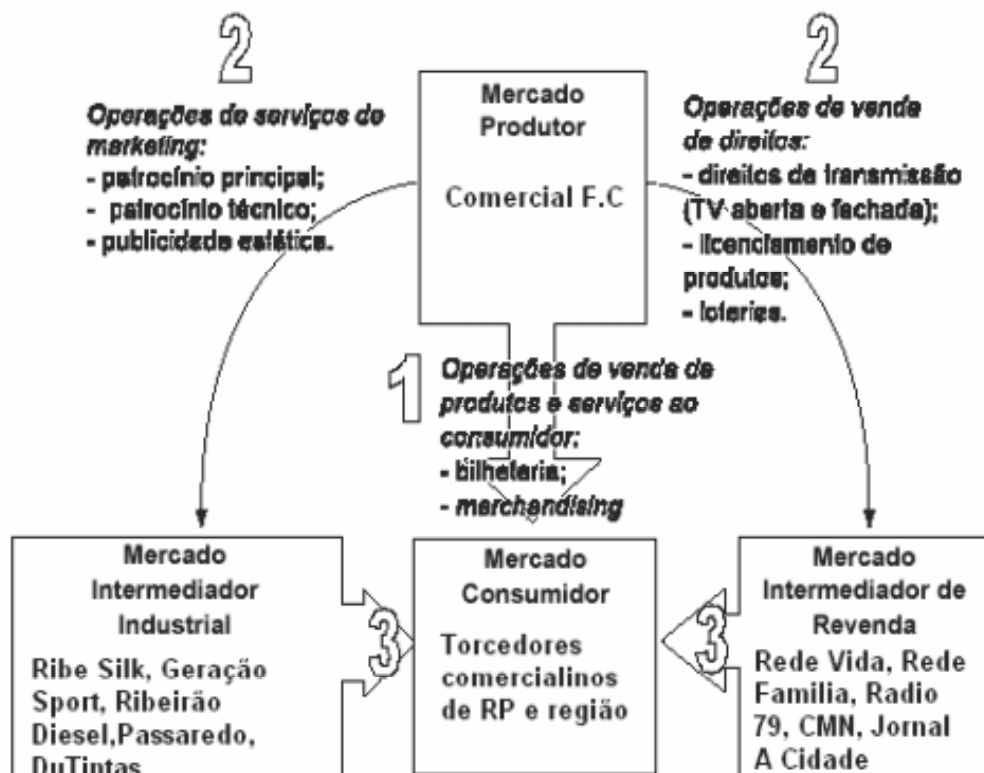 2
Operações de serviços de
marketing:
- patrocínio principal;
- patrocínio técnico;
- publicidade estática.
Mercado
Produtor
Comercial F.C
2
Operações de venda
de direitos:
- direitos de transmissão
(TV aberta e fechada);
- licenciamento de
produtos;
- loterias.
1
Operações de venda de
produtos e serviços ao
consumidor:
- bilheteria;
- merchandising
Mercado
Intermediador
Industrial
Ribe Silk, Geração
Sport, Ribeirão
Diesel,Passaredo,
DuTintas
3
Mercado
Consumidor
Torcedores
comercialinos
de RP e região
3
Mercado
Intermediador de
Revenda
Rede Vida, Rede
Familia, Radio
79, CMN, Jornal
A Cidade